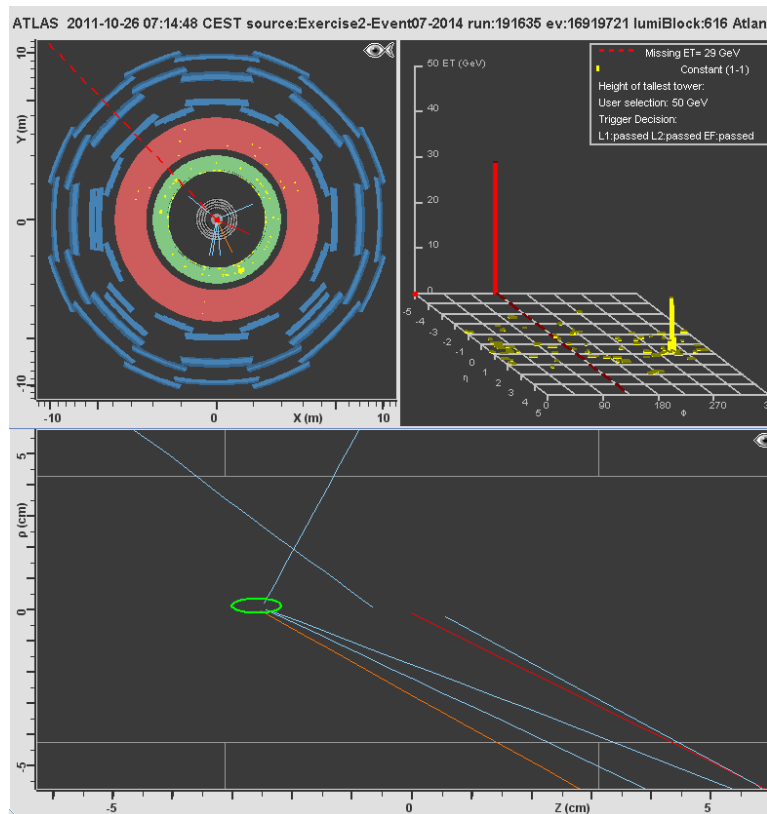 ATLAS 2011-10-26 07:14:48 CEST source:Exercise2-Event07-2014 run:191635 ev:16919721 lumiBlock:616 Atlan
10
0
-10
Y (m)
-10
0
X (m)
10
50 ET (GeV)
40
30
20
10
0
-5
-4
-3
-2
-1
0
1
2
3
4
5
η
0
90
180
Φ
270
Missing ET= 29 GeV
Constant (1-1)
Height of tallest tower:
User selection: 50 GeV
Trigger Decision:
L1:passed L2:passed EF:passed
5
ρ (cm)
0
-5
-5
0
Z (cm)
5